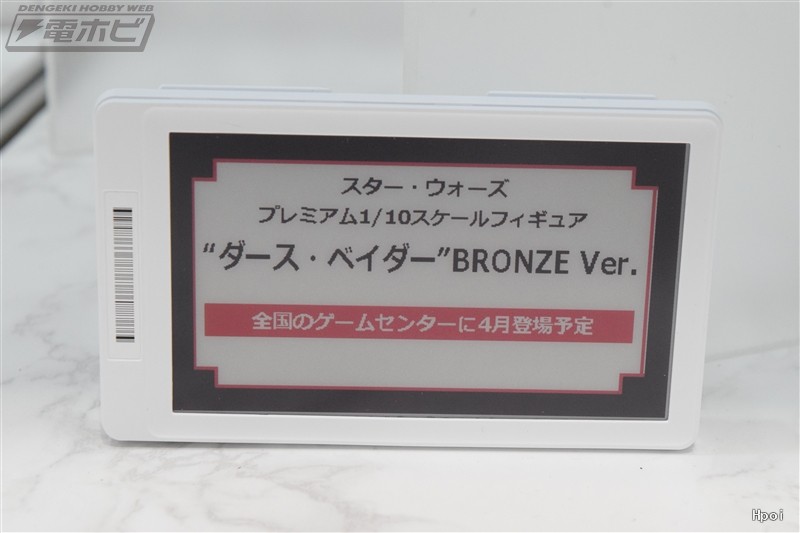 DENGEKI HOBBY WEB
電ホビ
スター・ウォーズ
プレミアム1/10スケールフィギュア
“ダース・ベイダー”BRONZE Ver.
全国のゲームセンターに4月登場予定
Hpoi